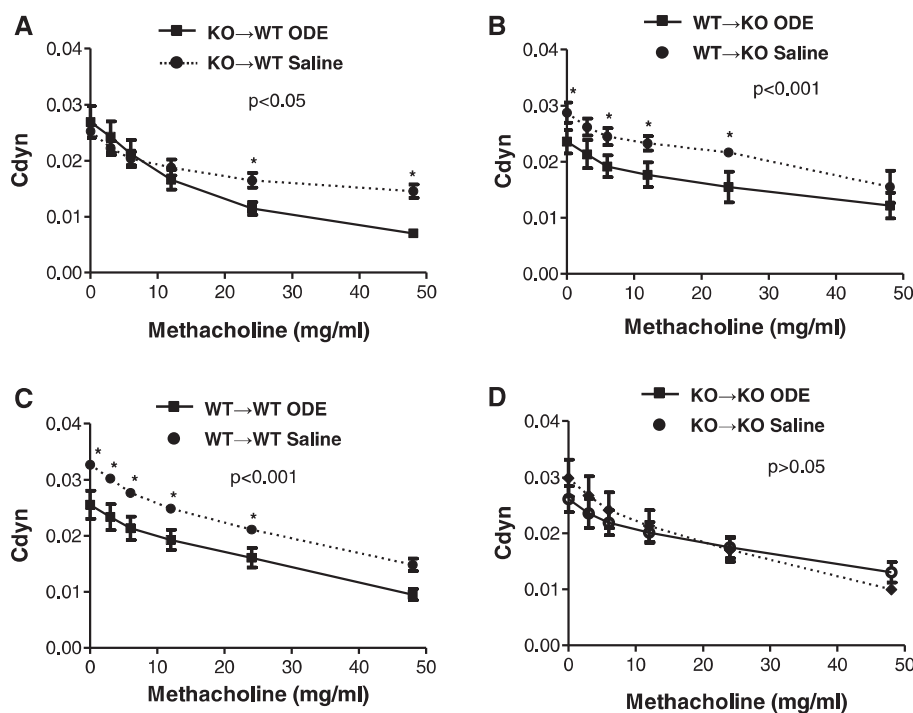 A
KO→WT ODE
KO→WT Saline
p<0.05
Cdyn
0.04
0.03
0.02
0.01
0.00
*
*
0
10
20
30
40
50
Methacholine (mg/ml)
B
WT→KO ODE
WT→KO Saline
p<0.001
Cdyn
0.04
0.03
0.02
0.01
0.00
*
*
*
*
0
10
20
30
40
50
Methacholine (mg/ml)
C
WT→WT ODE
WT→WT Saline
p<0.001
Cdyn
0.04
0.03
0.02
0.01
0.00
*
*
*
*
*
0
10
20
30
40
50
Methacholine (mg/ml)
D
KO→KO ODE
KO→KO Saline
p>0.05
Cdyn
0.04
0.03
0.02
0.01
0.00
0
10
20
30
40
50
Methacholine (mg/ml)